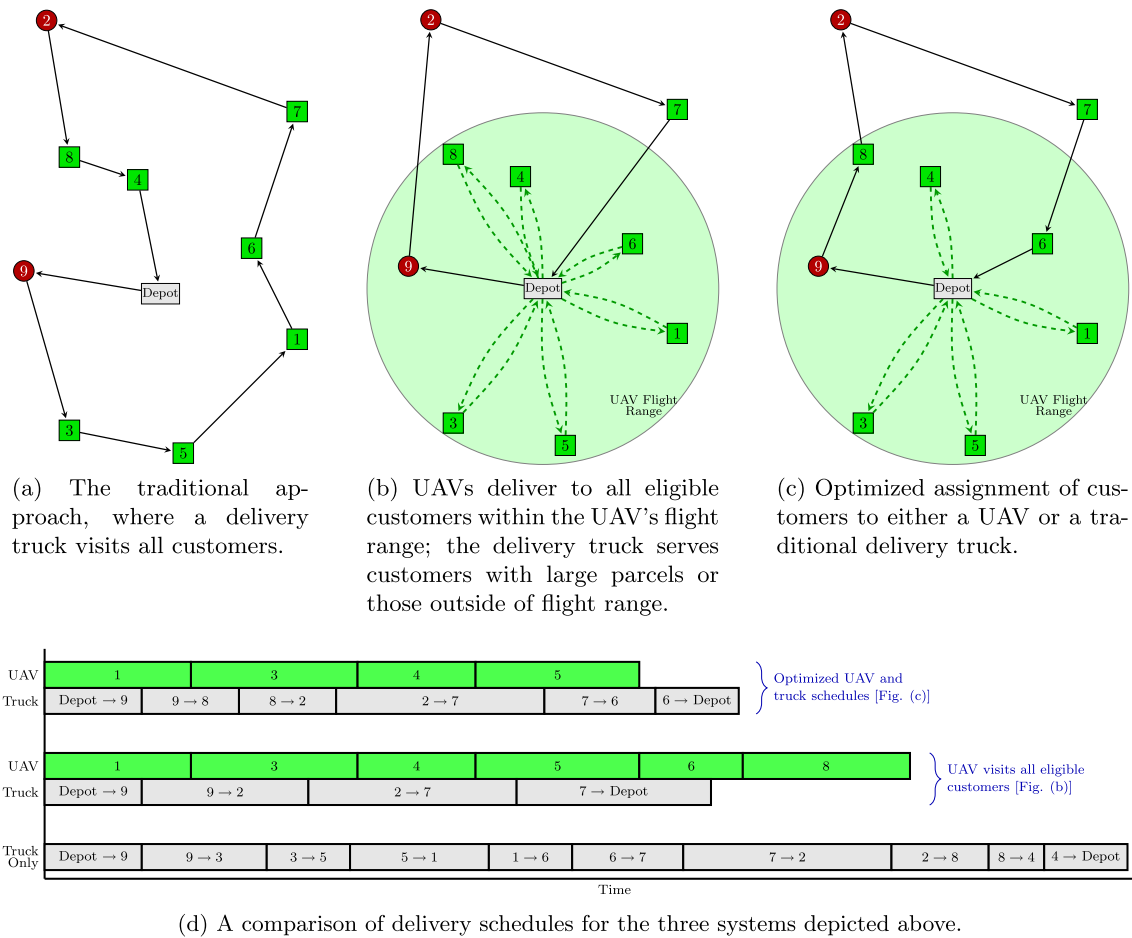 2
7
8
4
6
9
Depot
1
3
5
2
7
8
4
6
9
Depot
1
UAV Flight
Range
3
5
2
7
8
4
6
9
Depot
1
UAV Flight
Range
3
5
(a) The traditional ap-
proach, where a delivery
truck visits all customers.
(b) UAVs deliver to all eligible
customers within the UAV's flight
range; the delivery truck serves
customers with large parcels or
those outside of flight range.
(c) Optimized assignment of cus-
tomers to either a UAV or a tra-
ditional delivery truck.
UAV 1 3 4 5
Truck Depot → 9 9 → 8 8 → 2 2 → 7 7 → 6 6 → Depot
Optimized UAV and
truck schedules [Fig. (c)]
UAV 1 3 4 5 6 8
Truck Depot → 9 9 → 2 2 → 7 7 → Depot
UAV visits all eligible
customers [Fig. (b)]
Truck
Only
Depot → 9 9 → 3 3 → 5 5 → 1 1 → 6 6 → 7 7 → 2 2 → 8 8 → 4 4 → Depot
Time
(d) A comparison of delivery schedules for the three systems depicted above.